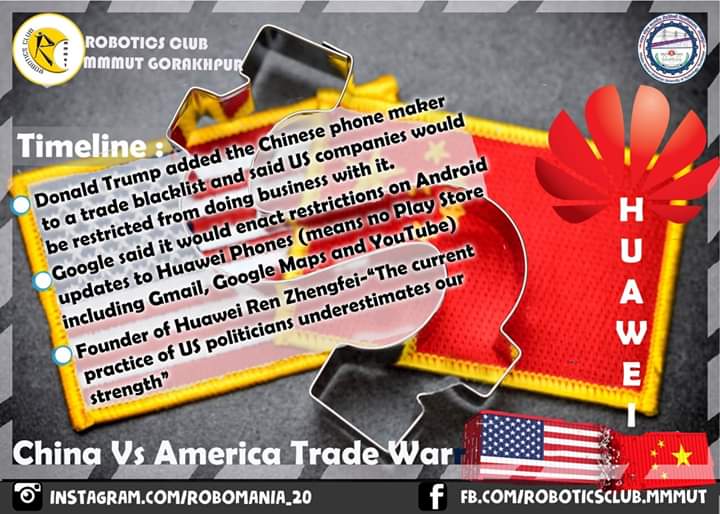 ROBOTICS CLUB
MMMUT GORAKHPUR
Timeline :
Donald Trump added the Chinese phone maker
to a trade blacklist and said US companies would
be restricted from doing business with it.
Google said it would enact restrictions on Android
updates to Huawei Phones (means no Play Store
including Gmail, Google Maps and YouTube)
Founder of Huawei Ren Zhengfei-“The current
practice of US politicians underestimates our
strength”
HUAWEI
China Vs America Trade War
INSTAGRAM.COM/ROBOMANIA_20
FB.COM/ROBOTICSCLUB.MMMUT